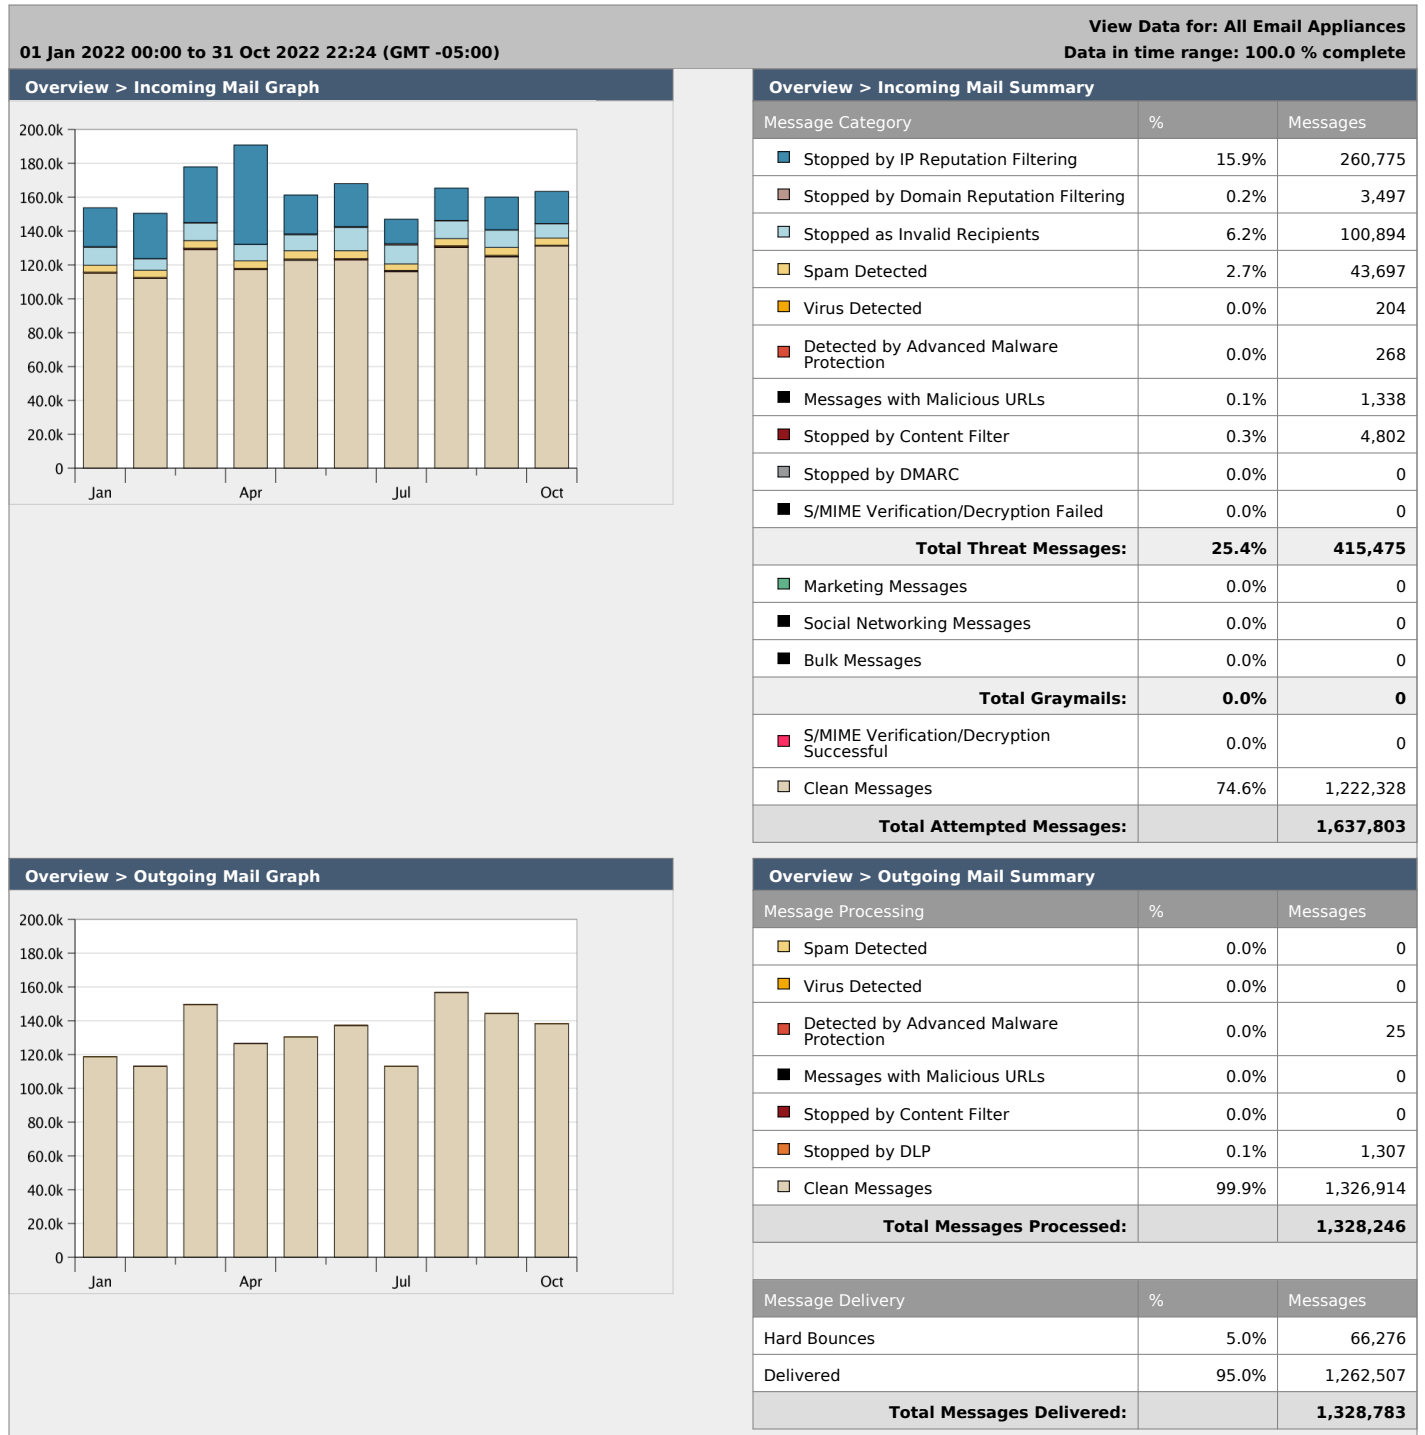 View Data for: All Email Appliances
01 Jan 2022 00:00 to 31 Oct 2022 22:24 (GMT -05:00)
Data in time range: 100.0 % complete
Overview > Incoming Mail Graph
200.0k
180.0k
160.0k
140.0k
120.0k
100.0k
80.0k
60.0k
40.0k
20.0k
0
Jan Apr Jul Oct
Overview > Incoming Mail Summary
Message Category % Messages
Stopped by IP Reputation Filtering 15.9% 260,775
Stopped by Domain Reputation Filtering 0.2% 3,497
Stopped as Invalid Recipients 6.2% 100,894
Spam Detected 2.7% 43,697
Virus Detected 0.0% 204
Detected by Advanced Malware
Protection 0.0% 268
Messages with Malicious URLs 0.1% 1,338
Stopped by Content Filter 0.3% 4,802
Stopped by DMARC 0.0% 0
S/MIME Verification/Decryption Failed 0.0% 0
Total Threat Messages: 25.4% 415,475
Marketing Messages 0.0% 0
Social Networking Messages 0.0% 0
Bulk Messages 0.0% 0
Total Graymails: 0.0% 0
S/MIME Verification/Decryption
Successful 0.0% 0
Clean Messages 74.6% 1,222,328
Total Attempted Messages: 1,637,803
Overview > Outgoing Mail Graph
200.0k
180.0k
160.0k
140.0k
120.0k
100.0k
80.0k
60.0k
40.0k
20.0k
0
Jan Apr Jul Oct
Overview > Outgoing Mail Summary
Message Processing % Messages
Spam Detected 0.0% 0
Virus Detected 0.0% 0
Detected by Advanced Malware
Protection 0.0% 25
Messages with Malicious URLs 0.0% 0
Stopped by Content Filter 0.0% 0
Stopped by DLP 0.1% 1,307
Clean Messages 99.9% 1,326,914
Total Messages Processed: 1,328,246
Message Delivery % Messages
Hard Bounces 5.0% 66,276
Delivered 95.0% 1,262,507
Total Messages Delivered: 1,328,783